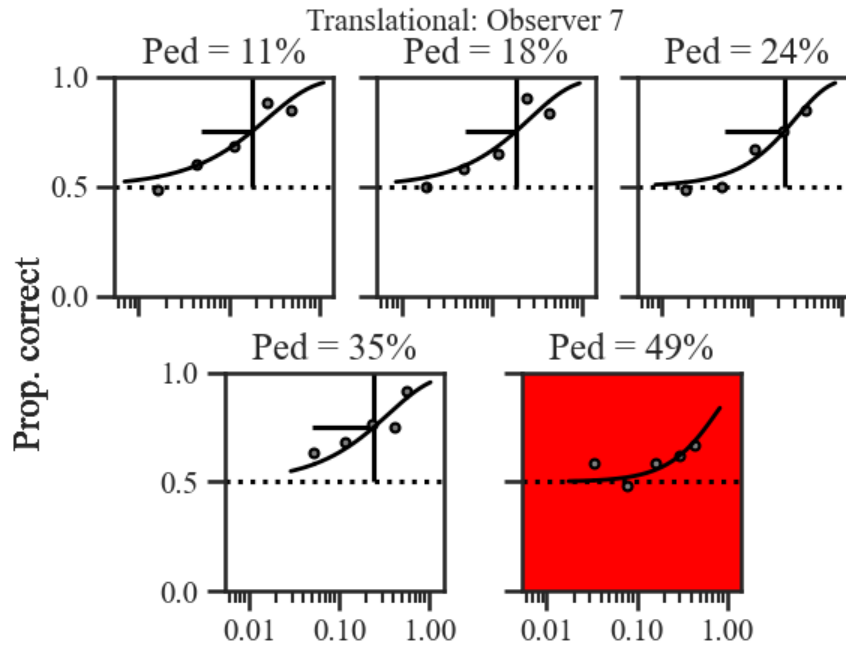 Translational: Observer 7
Ped = 11%
Ped = 18%
Ped = 24%
1.0
0.5
0.0
Prop. correct
Ped = 35%
Ped = 49%
1.0
0.5
0.0
0.01 0.10 1.00
0.01 0.10 1.00